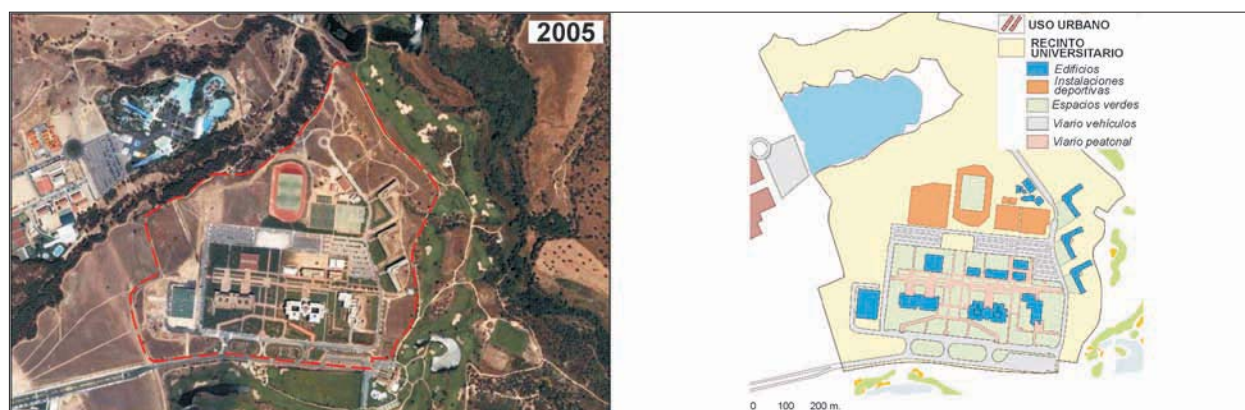 2005
USO URBANO
RECINTO
UNIVERSITARIO
Edificios
Instalaciones
deportivas
Espacios verdes
Viario vehículos
Viario peatonal
0 100 200 m.